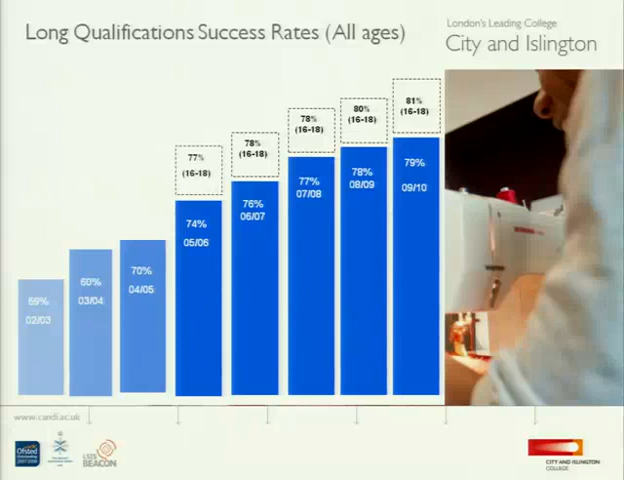 Long Qualifications Success Rates (All ages)
London's Leading College
City and Islington
59%
02/03
60%
03/04
70%
04/05
77%
(16-18)
74%
05/06
78%
(16-18)
76%
06/07
78%
(16-18)
77%
07/08
80%
(16-18)
78%
08/09
81%
(16-18)
79%
09/10
www.candi.ac.uk
Ofsted
LSIS
BEACON
CITY AND ISLINGTON
COLLEGE